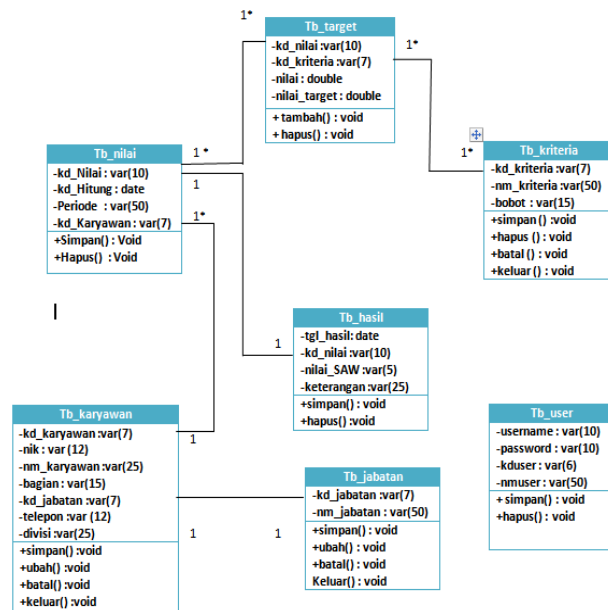 1*
Tb_target
-kd_nilai :var(10)
-kd_kriteria:var(7)
-nilai : double
-nilai_target : double
+ tambah() : void
+ hapus() : void
1*
1*
Tb_kriteria
-kd_kriteria:var(7)
-nm_kriteria:var(50)
-bobot : var(15)
+simpan () : void
+hapus () : void
+batal () : void
+keluar () : void
1 *
1
1*
Tb_nilai
-kd_Nilai : var(10)
-kd_Hitung : date
-Periode : var(50)
-kd_Karyawan : var(7)
+Simpan() : Void
+Hapus() : Void
1
Tb_hasil
-tgl_hasil: date
-kd_nilai:var(10)
-nilai_SAW:var(5)
-keterangan:var(25)
+simpan() : void
+hapus() :void
Tb_karyawan
-kd_karyawan :var(7)
-nik : var (12)
-nm_karyawan:var(25)
-bagian : var(15)
-kd_jabatan:var(7)
-telepon :var (12)
-divisi :var(25)
+simpan() :void
+ubah() : void
+batal() : void
+keluar() : void
1
1
1
Tb_jabatan
-kd_jabatan :var(7)
-nm_jabatan : var(50)
+simpan() : void
+ubah() : void
+batal() : void
Keluar() : void
Tb_user
-username : var(10)
-password : var(10)
-kduser : var(6)
-nmuser : var(50)
+ simpan() : void
+hapus() : void